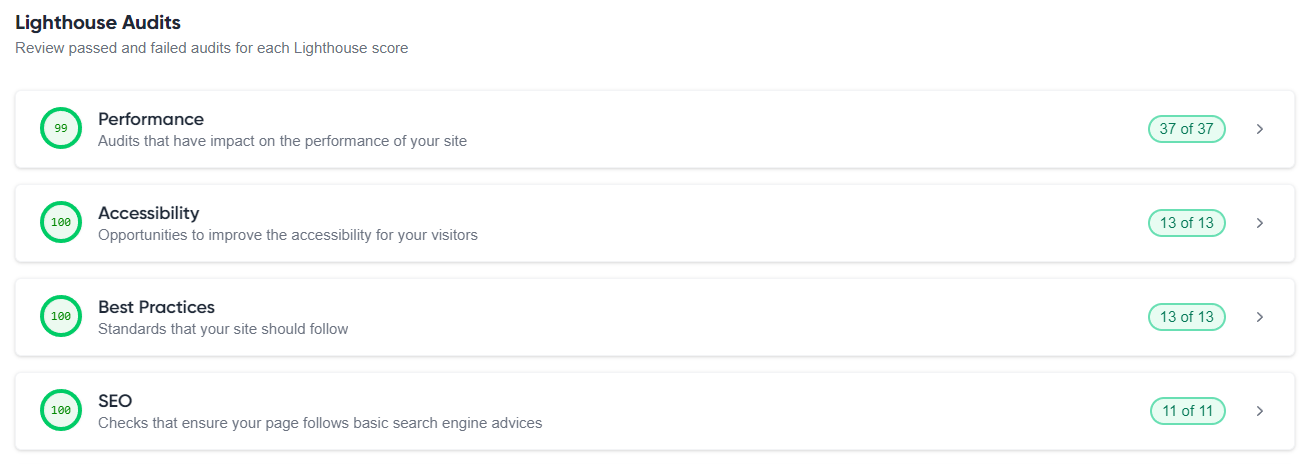 Lighthouse Audits
Review passed and failed audits for each Lighthouse score
99
Performance
Audits that have impact on the performance of your site
37 of 37
100
Accessibility
Opportunities to improve the accessibility for your visitors
13 of 13
100
Best Practices
Standards that your site should follow
13 of 13
100
SEO
Checks that ensure your page follows basic search engine advices
11 of 11